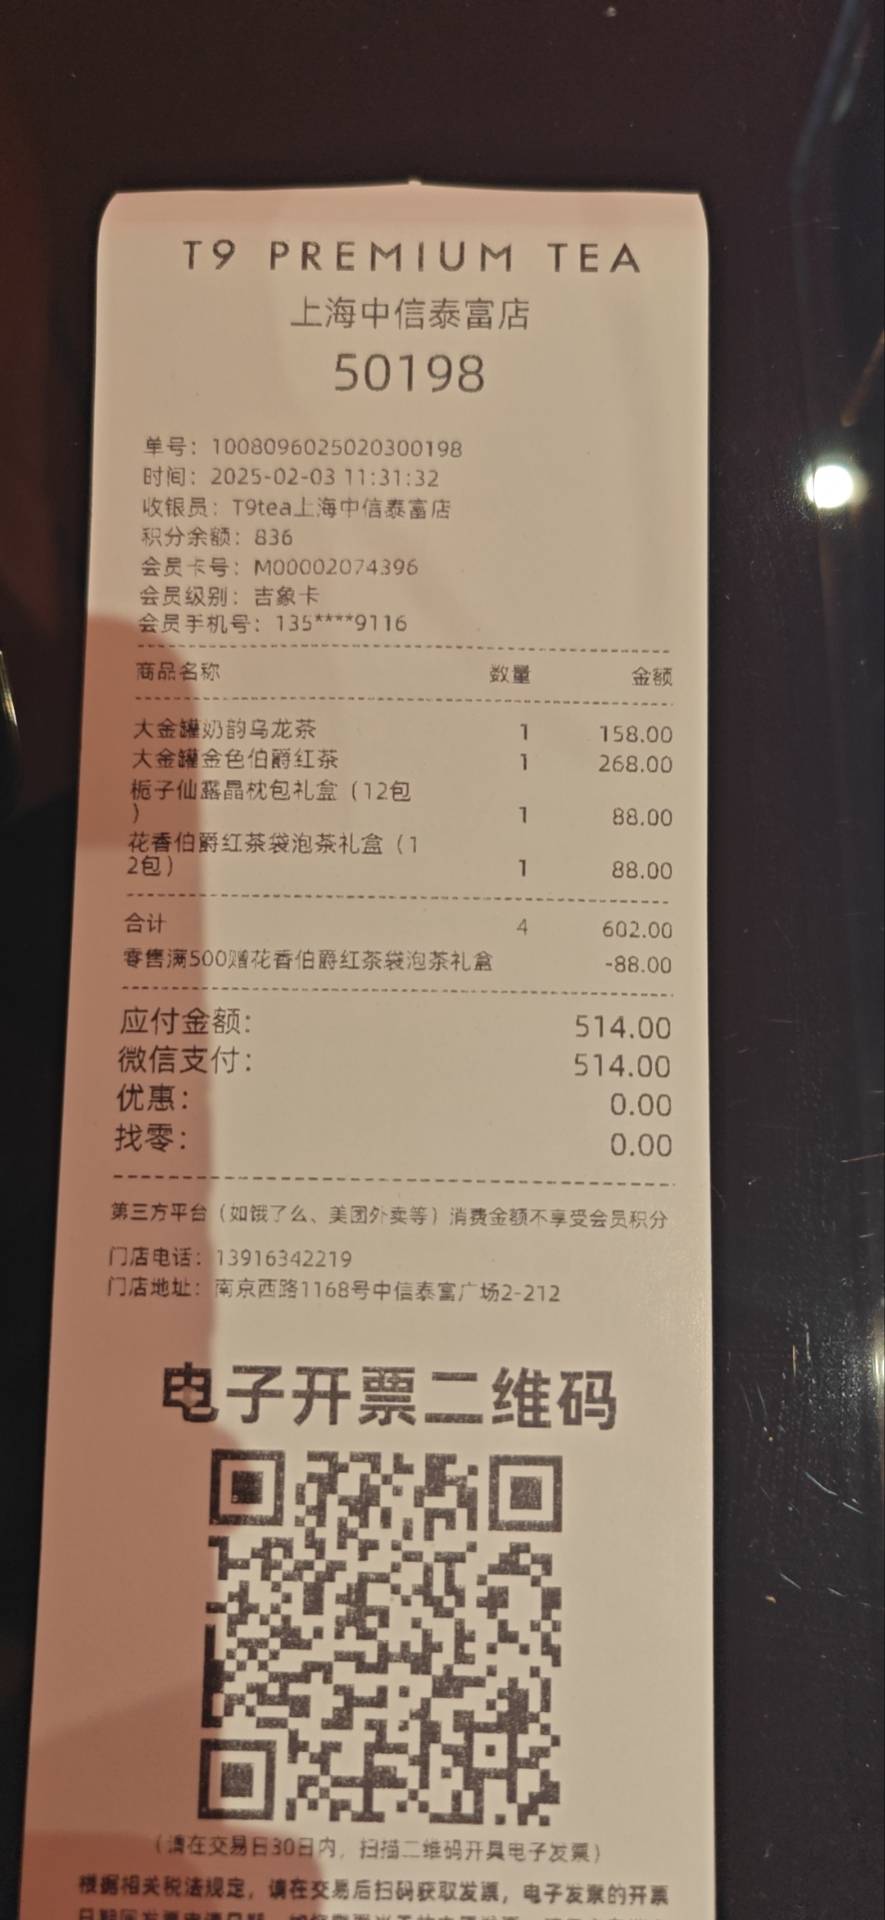 T9 PREMIUM TEA
上海中信泰富店
50198
单号：1008096025020300198
时间：2025-02-03 11:31:32
收银员：T9tea上海中信泰富店
积分余额：836
会员卡号：M00002074396
会员级别：吉象卡
会员手机号：135****9116
商品名称 数量 金额
大金罐奶韵乌龙茶 1 158.00
大金罐金色伯爵红茶 1 268.00
栀子仙露晶枕包礼盒（12包
） 1 88.00
花香伯爵红茶袋泡茶礼盒（1
2包） 1 88.00
合计 4 602.00
零售满500赠花香伯爵红茶袋泡茶礼盒 -88.00
应付金额: 514.00
微信支付: 514.00
优惠: 0.00
找零: 0.00
第三方平台（如饿了么、美团外卖等）消费金额不享受会员积分
门店电话：13916342219
门店地址：南京西路1168号中信泰富广场2-212
电子开票二维码
（请在交易日30日内，扫描二维码开具电子发票）
根据相关税法规定，请在交易后扫码获取发票，电子发票的开票